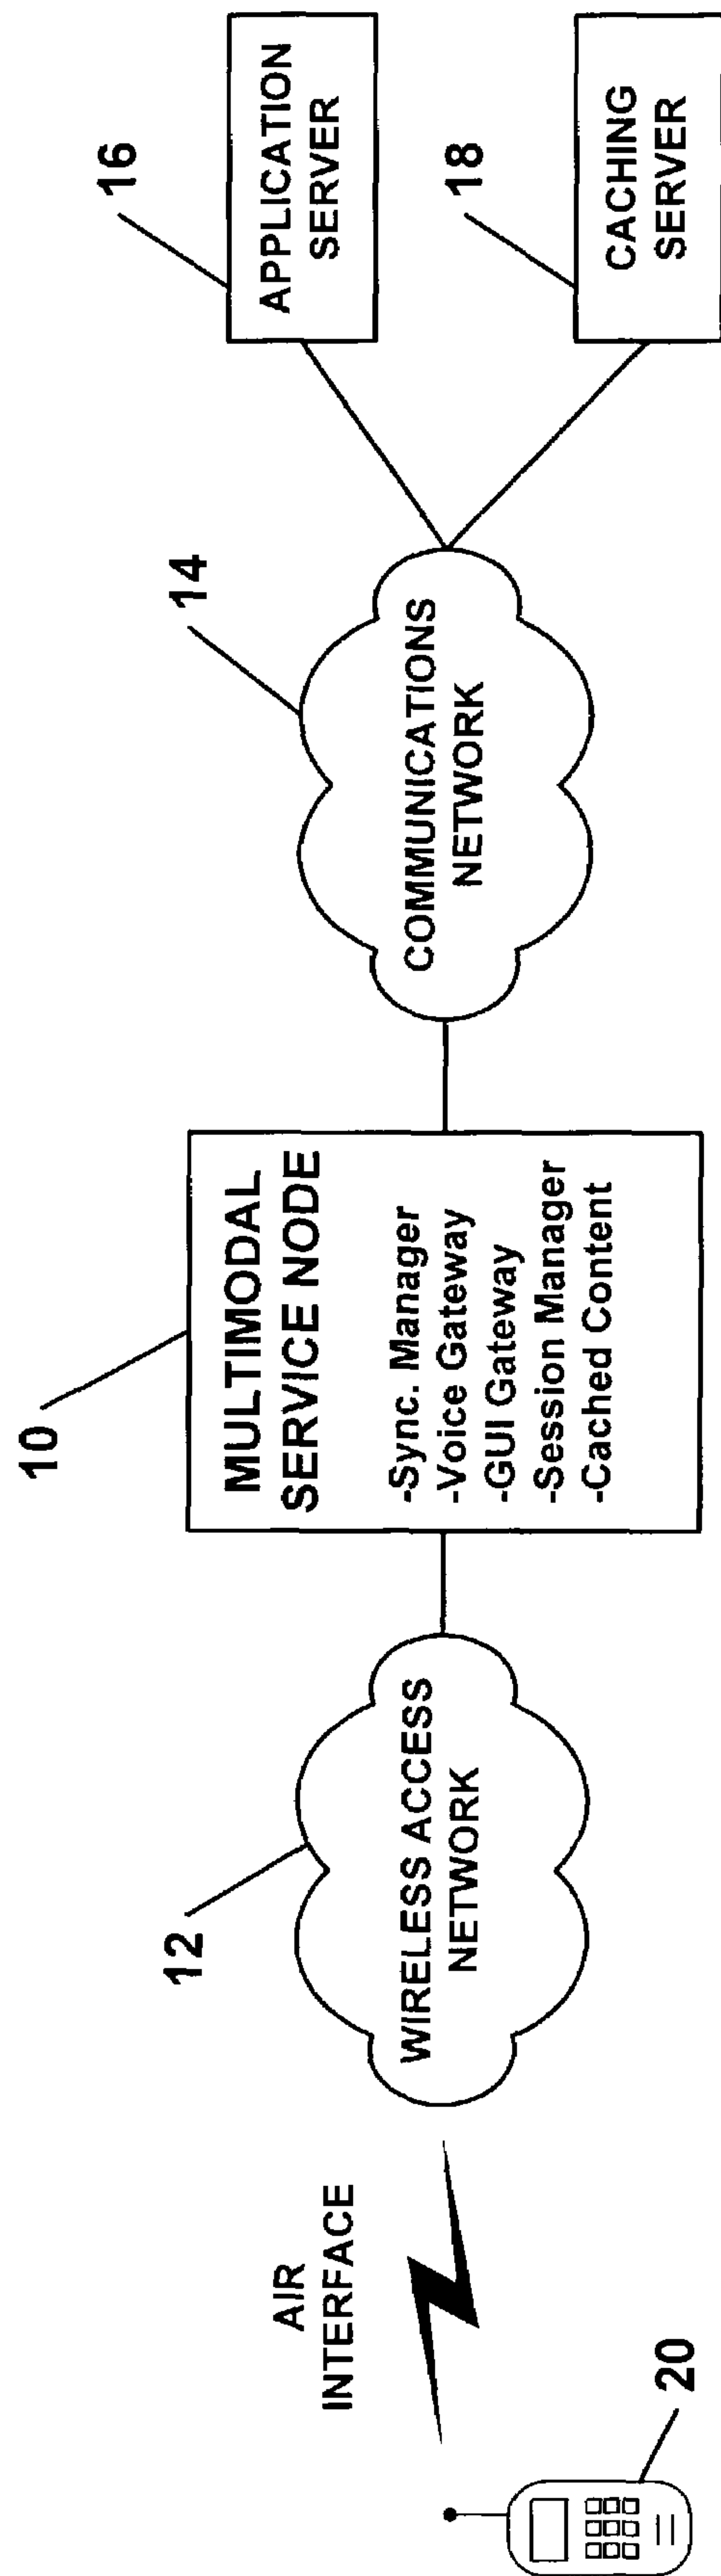 AIR
INTERFACE
20
12
WIRELESS ACCESS
NETWORK
10
MULTIMODAL
SERVICE NODE
-Sync. Manager
-Voice Gateway
-GUI Gateway
-Session Manager
-Cached Content
14
COMMUNICATIONS
NETWORK
16
APPLICATION
SERVER
18
CACHING
SERVER